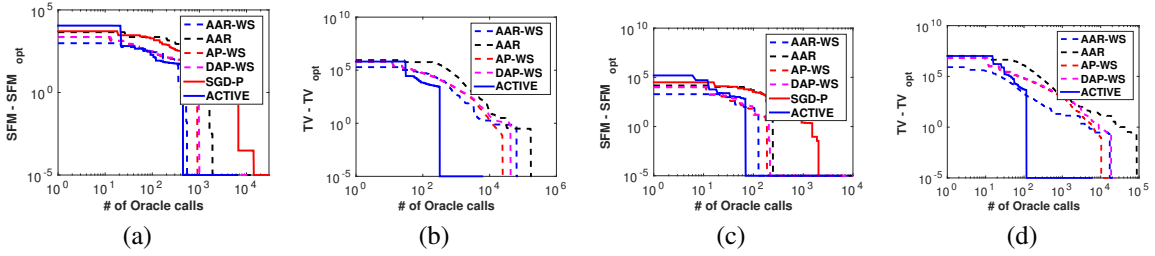 SFM - SFM opt
10^5
10^0
10^-5
10^0 10^1 10^2 10^3 10^4
# of Oracle calls
AAR-WS
AAR
AP-WS
DAP-WS
SGD-P
ACTIVE
(a)
TV - TV opt
10^10
10^5
10^0
10^-5
10^0 10^2 10^4 10^6
# of Oracle calls
AAR-WS
AAR
AP-WS
DAP-WS
ACTIVE
(b)
SFM - SFM opt
10^10
10^5
10^0
10^-5
10^0 10^1 10^2 10^3 10^4
# of Oracle calls
AAR-WS
AAR
AP-WS
DAP-WS
SGD-P
ACTIVE
(c)
TV - TV opt
10^10
10^5
10^0
10^-5
10^0 10^1 10^2 10^3 10^4 10^5
# of Oracle calls
AAR-WS
AAR
AP-WS
DAP-WS
ACTIVE
(d)